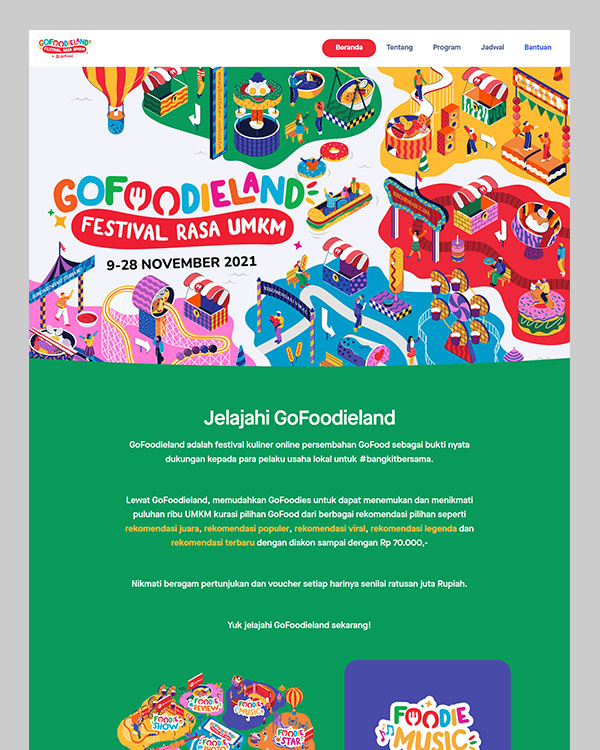 GOFOODIELAND
FESTIVAL RASA UMKM
by gofood
Beranda
Tentang
Program
Jadwal
Bantuan
GOFOODIELAND
FESTIVAL RASA UMKM
9-28 NOVEMBER 2021
Jelajahi GoFoodieland
GoFoodieland adalah festival kuliner online persembahan GoFood sebagai bukti nyata
dukungan kepada para pelaku usaha lokal untuk #bangkitbersama.
Lewat GoFoodieland, memudahkan GoFoodies untuk dapat menemukan dan menikmati
puluhan ribu UMKM kurasi pilihan GoFood dari berbagai rekomendasi pilihan seperti
rekomendasi juara, rekomendasi populer, rekomendasi viral, rekomendasi legenda dan
rekomendasi terbaru dengan diskon sampai dengan Rp 70.000,-
Nikmati beragam pertunjukan dan voucher setiap harinya senilai ratusan juta Rupiah.
Yuk jelajahi GoFoodieland sekarang!
FOODIE REVIEW
FOODIE MUSIC
FOODIE SHOW
FOODIE STAR
FOODIE
MUSIC